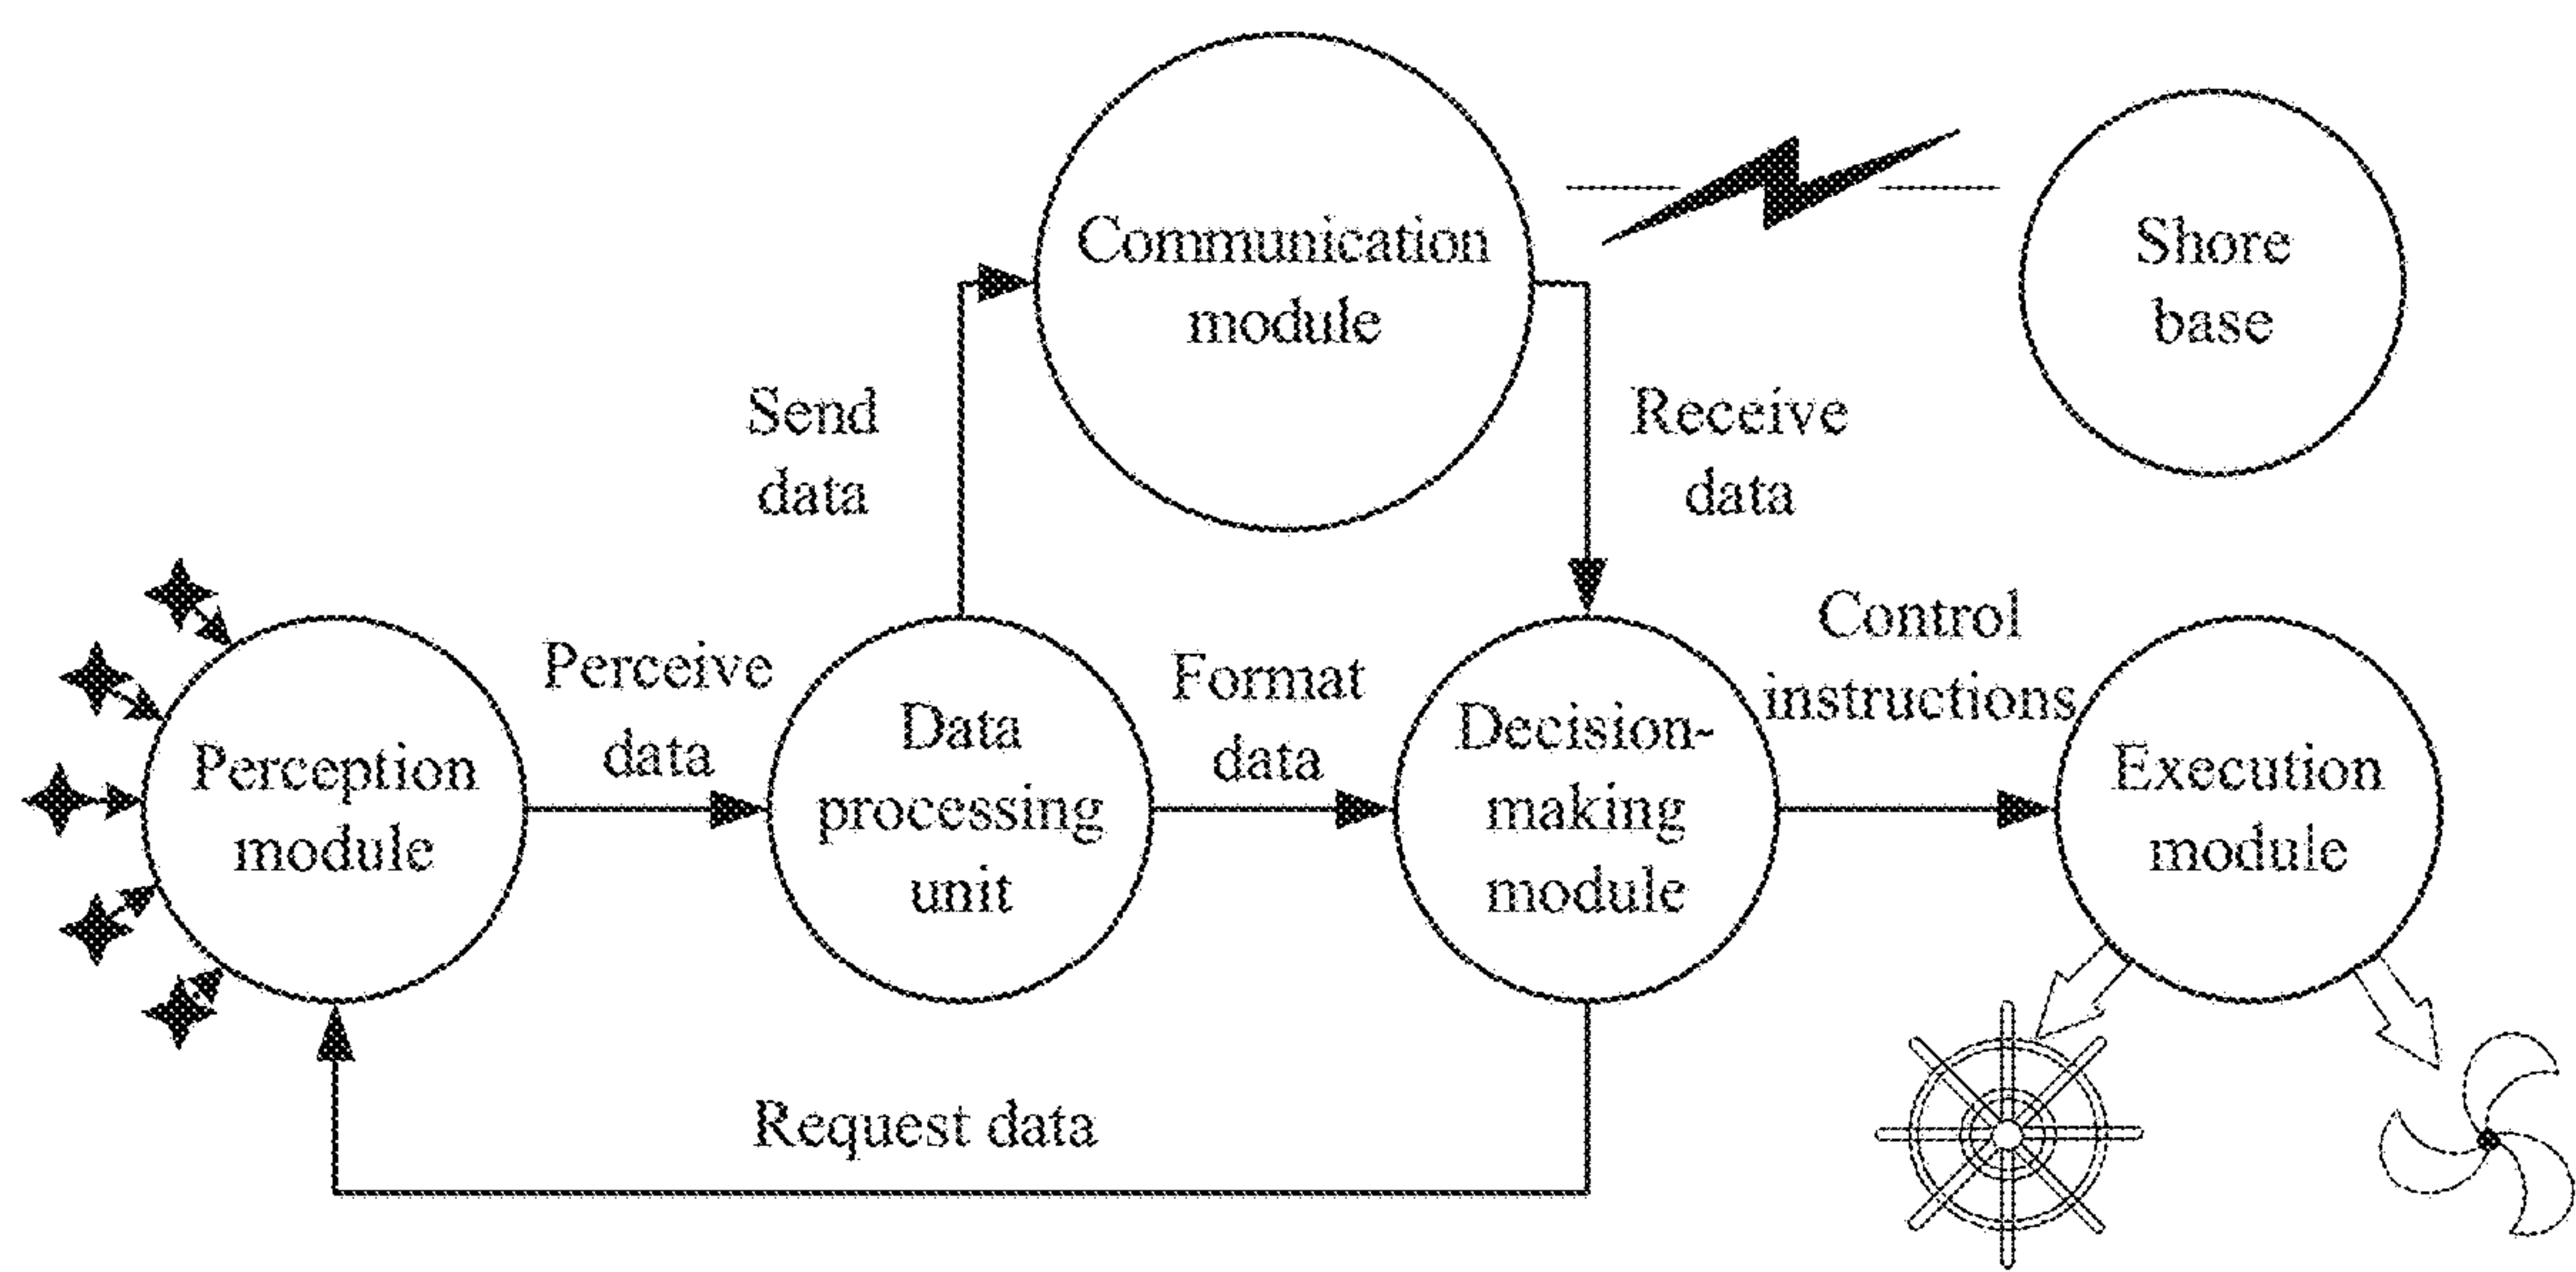 Communication
module
Shore
base
Send
data
Receive
data
Perception
module
Perceive
data
Data
processing
unit
Format
data
Decision-
making
module
Control
instructions
Execution
module
Request data